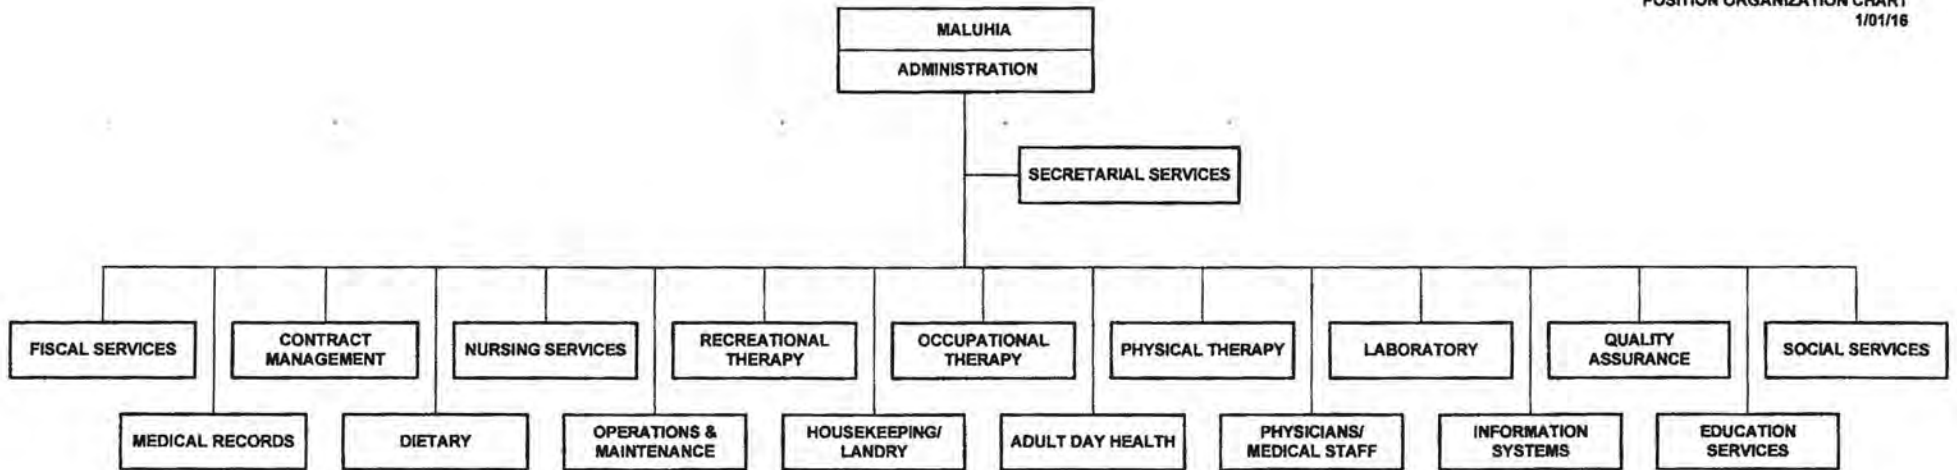 POSITION ORGANIZATION CHART
1/01/16
MALUHIA
ADMINISTRATION
SECRETARIAL SERVICES
FISCAL SERVICES
CONTRACT
MANAGEMENT
NURSING SERVICES
RECREATIONAL
THERAPY
OCCUPATIONAL
THERAPY
PHYSICAL THERAPY
LABORATORY
QUALITY
ASSURANCE
SOCIAL SERVICES
MEDICAL RECORDS
DIETARY
OPERATIONS &
MAINTENANCE
HOUSEKEEPING/
LANDRY
ADULT DAY HEALTH
PHYSICIANS/
MEDICAL STAFF
INFORMATION
SYSTEMS
EDUCATION
SERVICES